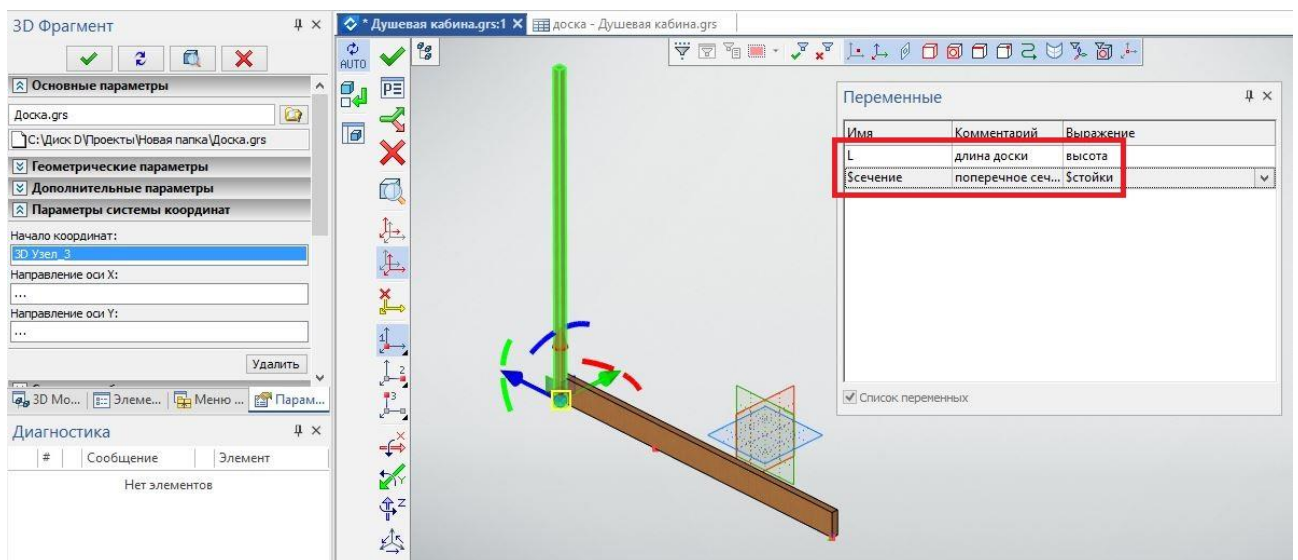 3D Фрагмент
Основные параметры
Доска.grs
C:\Диск D\Проекты\Новая папка\Доска.grs
Геометрические параметры
Дополнительные параметры
Параметры системы координат
Начало координат:
3D Узел_3
Направление оси X:
...
Направление оси Y:
...
Удалить
3D Мо... Элеме... Меню ... Парам...
Диагностика
# Сообщение Элемент
Нет элементов
* Душевая кабина.grs:1 доска - Душевая кабина.grs
AUTO
Переменные
Имя Комментарий Выражение
L длина доски высота
$сечение поперечное сеч... $стойки
Список переменных